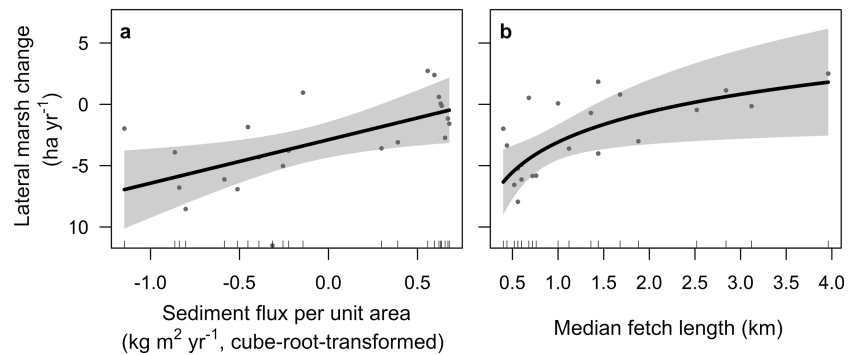 a
b
5
0
-5
10
Lateral marsh change
(ha yr⁻¹)
-1.0 -0.5 0.0 0.5
0.5 1.0 1.5 2.0 2.5 3.0 3.5 4.0
Sediment flux per unit area
(kg m² yr⁻¹, cube-root-transformed)
Median fetch length (km)